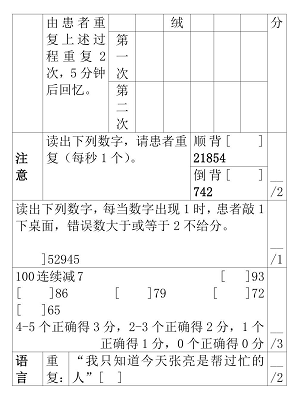 由患者重
复上述过
程重复2
次，5分钟
后回忆。
绒
分
第
一
次
第
二
次
注
意
读出下列数字，请患者重
复（每秒1个）。
顺背[ ]
21854
倒背[ ]
742
__
/2
读出下列数字，每当数字出现1时，患者敲1
下桌面，错误数大于或等于2不给分。
]52945
__
/1
100连续减7 [ ]93
[ ]86 [ ]79 [ ]72
[ ]65
4-5个正确得3分，2-3个正确得2分，1个
正确得1分，0个正确得0分
__
/3
语
言
重
复：
“我只知道今天张亮是帮过忙的
人”[ ]
__
/2